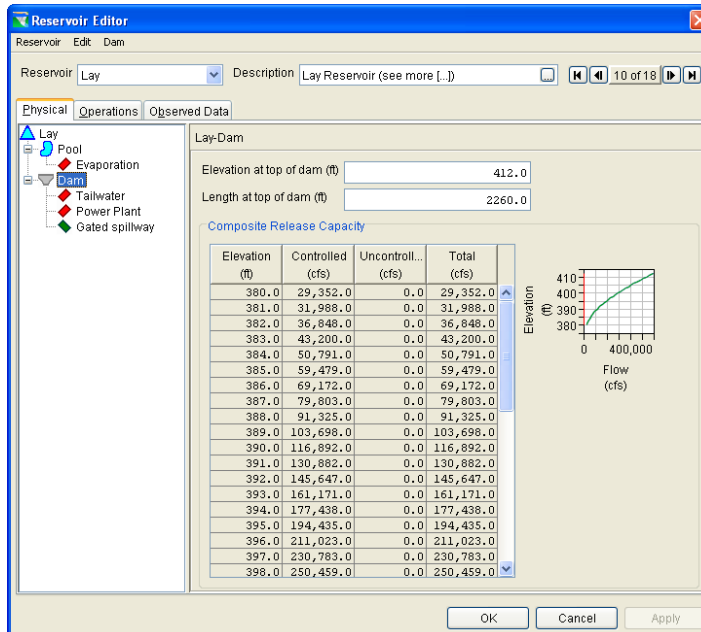 Reservoir Editor
Reservoir Edit Dam
Reservoir Lay Description Lay Reservoir (see more [...]) ... 10 of 18
Physical Operations Observed Data
Lay
Pool
Evaporation
Dam
Tailwater
Power Plant
Gated spillway
Lay-Dam
Elevation at top of dam (ft) 412.0
Length at top of dam (ft) 2260.0
Composite Release Capacity
Elevation Controlled Uncontroll... Total
(ft) (cfs) (cfs) (cfs)
380.0 29,352.0 0.0 29,352.0
381.0 31,988.0 0.0 31,988.0
382.0 36,848.0 0.0 36,848.0
383.0 43,200.0 0.0 43,200.0
384.0 50,791.0 0.0 50,791.0
385.0 59,479.0 0.0 59,479.0
386.0 69,172.0 0.0 69,172.0
387.0 79,803.0 0.0 79,803.0
388.0 91,325.0 0.0 91,325.0
389.0 103,698.0 0.0 103,698.0
390.0 116,892.0 0.0 116,892.0
391.0 130,882.0 0.0 130,882.0
392.0 145,647.0 0.0 145,647.0
393.0 161,171.0 0.0 161,171.0
394.0 177,438.0 0.0 177,438.0
395.0 194,435.0 0.0 194,435.0
396.0 211,023.0 0.0 211,023.0
397.0 230,783.0 0.0 230,783.0
398.0 250,459.0 0.0 250,459.0
Elevation
(ft)
410
400
390
380
0 400,000
Flow
(cfs)
OK Cancel Apply